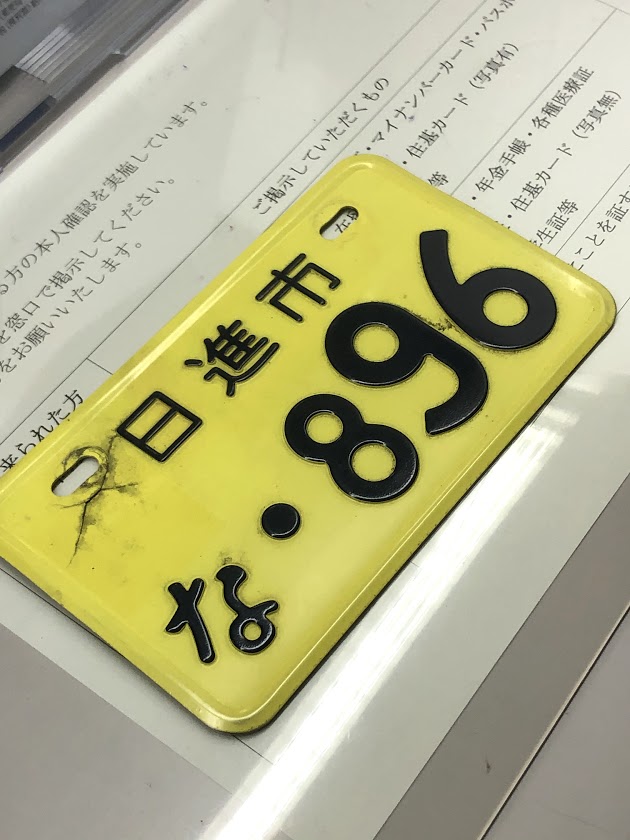 日進市
な・896
ご掲示していただくもの
・マイナンバーカード・パスポ
・住基カード（写真有）
等
・年金手帳・各種医療証
・住基カード（写真無）
生証等
ことを証す
方の本人確認を実施しています。
を窓口で掲示してください。
をお願いいたします。
来られた方